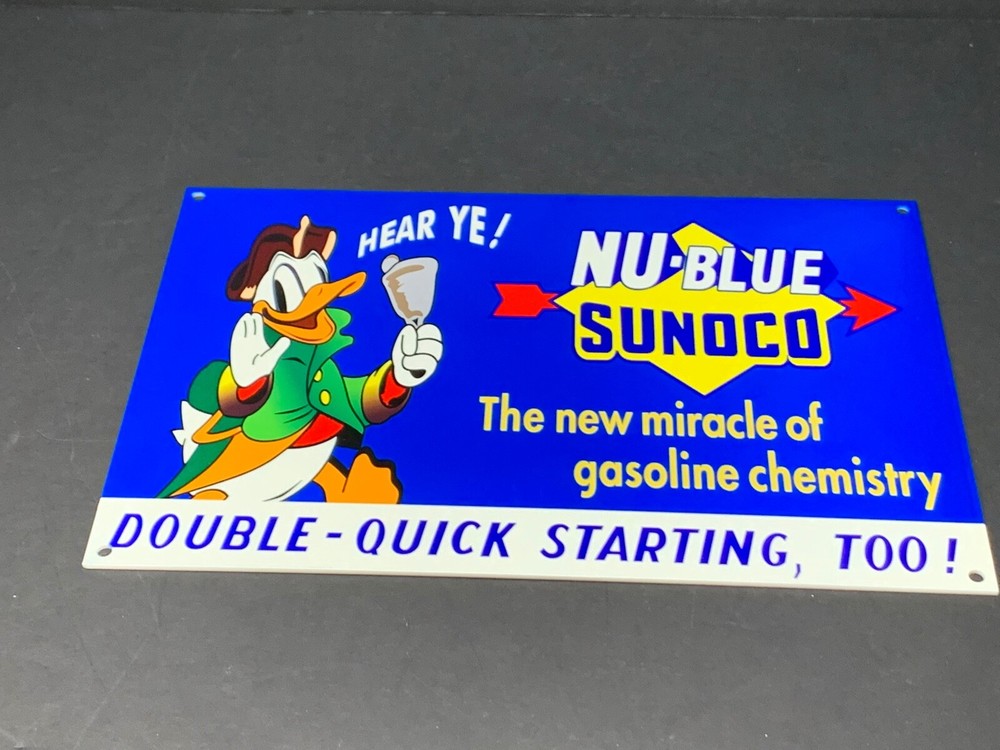 HEAR YE!
NU·BLUE
SUNOCO
The new miracle of
gasoline chemistry
DOUBLE-QUICK STARTING, TOO!